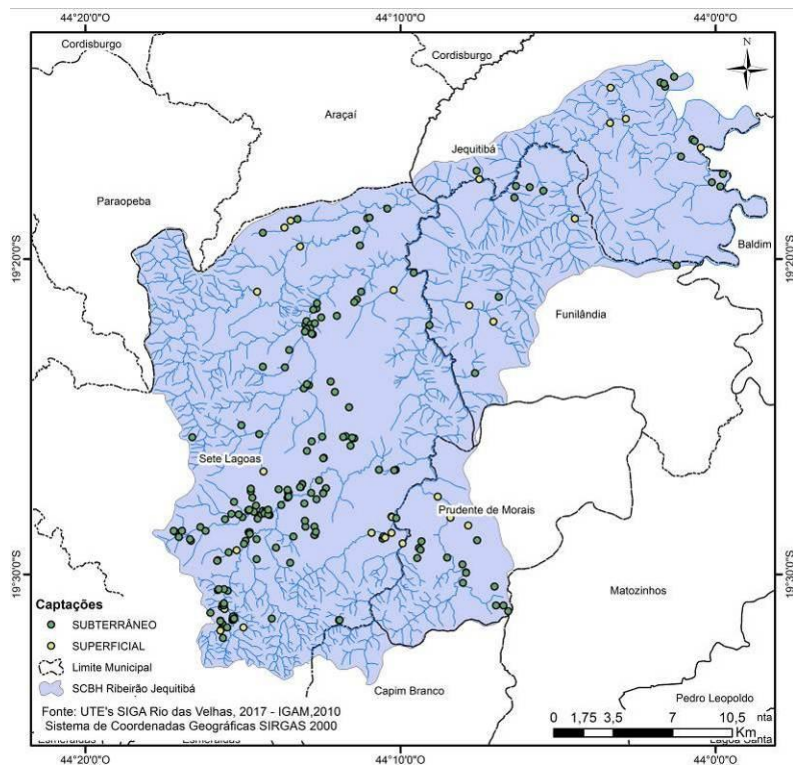 44°20'0"W 44°10'0"W 44°0'0"W
Cordisburgo
Cordisburgo
N
Araçaí
Jequitibá
Paraopeba
19°20'0"S
19°20'0"S
Baldim
Funilândia
Sete Lagoas
Prudente de Morais
19°30'0"S
19°30'0"S
Matozinhos
Captações
SUBTERRÂNEO
SUPERFICIAL
Limite Municipal
SCBH Ribeirão Jequitibá
Capim Branco
Pedro Leopoldo
Fonte: UTE's SIGA Rio das Velhas, 2017 - IGAM,2010
Sistema de Coordenadas Geográficas SIRGAS 2000
0 1,75 3,5 7 10,5
Km
nta
44°20'0"W 44°10'0"W 44°0'0"W